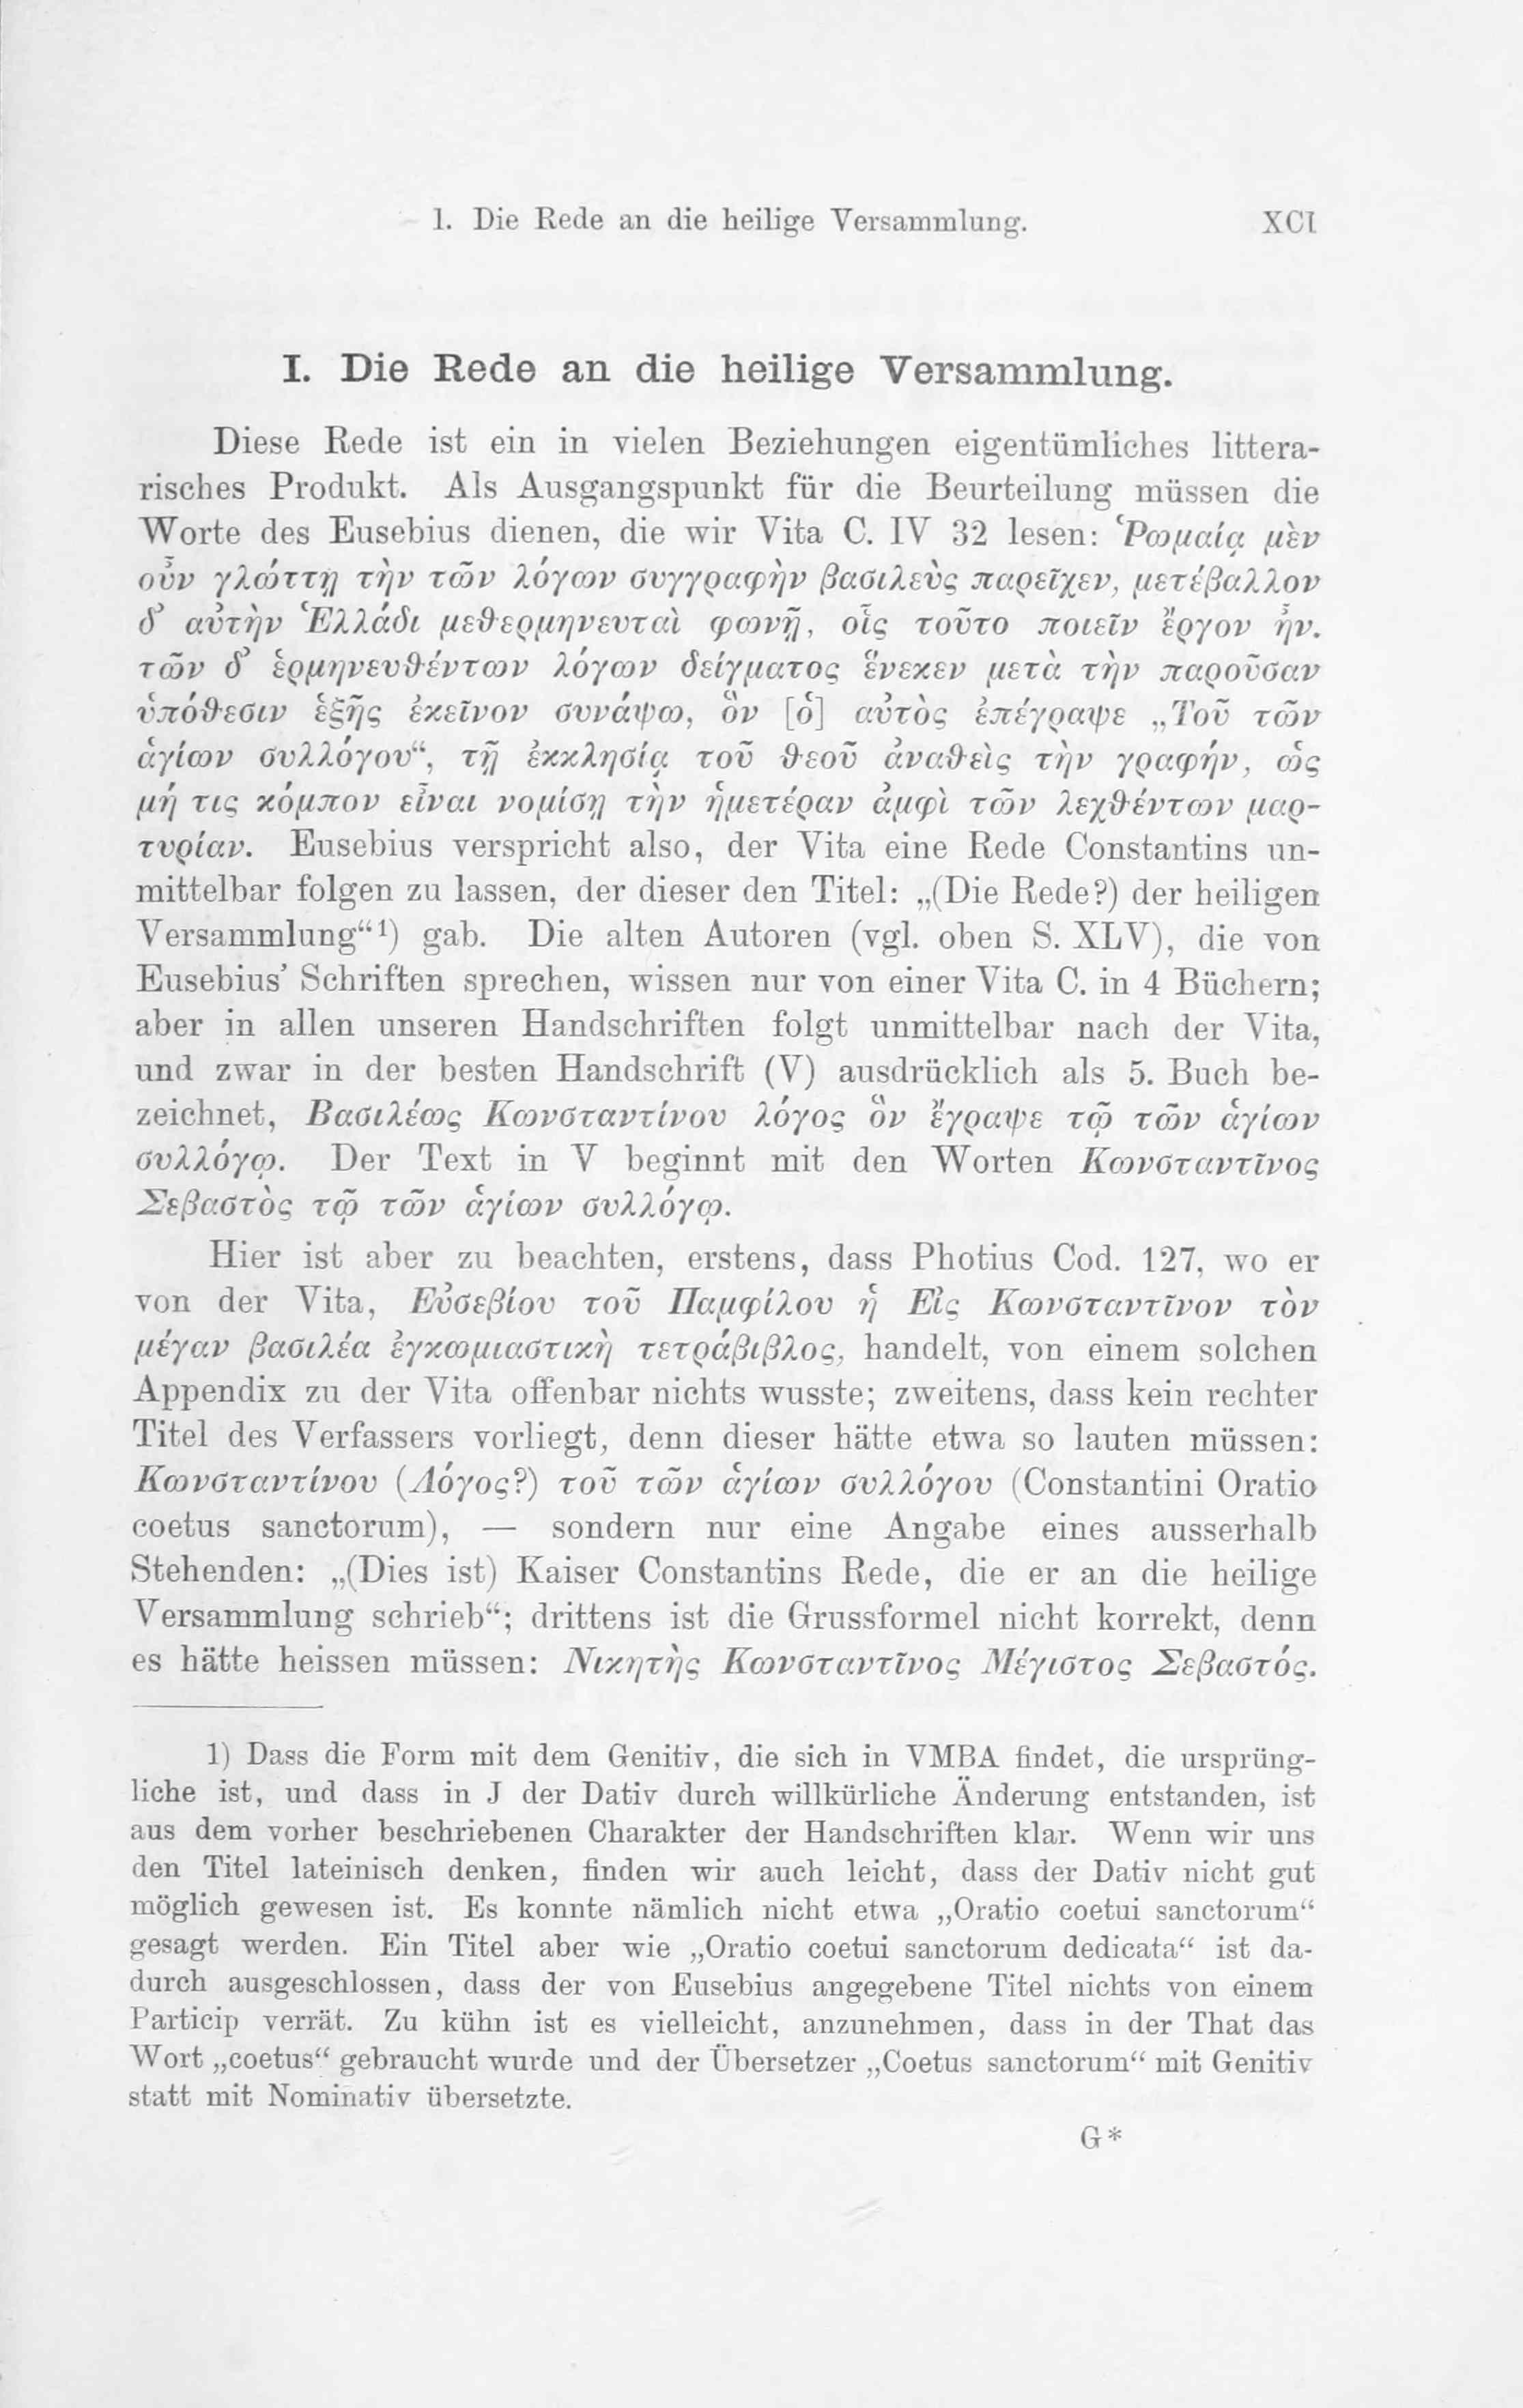 1. Die Rede an die heilige Versammlung. XCI
I. Die Rede an die heilige Versammlung.
Diese Rede ist ein in vielen Beziehungen eigentümliches littera-
risches Produkt. Als Ausgangspunkt für die Beurteilung müssen die
Worte des Eusebius dienen, die wir Vita C. IV 32 lesen: Ῥωμαίᾳ μὲν
οὖν γλώττῃ τὴν τῶν λόγων συγγραφὴν βασιλεὺς παρεῖχεν, μετέβαλλον
δ᾽ αὐτὴν Ἑλλάδι μεθερμηνευταὶ φωνῇ, οἷς τοῦτο ποιεῖν ἔργον ἦν.
τῶν δ᾽ ἑρμηνευθέντων λόγων δείγματος ἕνεκεν μετὰ τὴν παροῦσαν
ὑπόθεσιν ἑξῆς ἐκεῖνον συνάψω, ὃν [ὁ] αὐτὸς ἐπέγραψε „Τοῦ τῶν
ἁγίων συλλόγου“, τῇ ἐκκλησίᾳ τοῦ θεοῦ ἀναθεὶς τὴν γραφήν, ὡς
μή τις κόμπον εἶναι νομίσῃ τὴν ἡμετέραν ἀμφὶ τῶν λεχθέντων μαρ-
τυρίαν. Eusebius verspricht also, der Vita eine Rede Constantins un-
mittelbar folgen zu lassen, der dieser den Titel: „(Die Rede?) der heiligen
Versammlung“¹) gab. Die alten Autoren (vgl. oben S. XLV), die von
Eusebius’ Schriften sprechen, wissen nur von einer Vita C. in 4 Büchern;
aber in allen unseren Handschriften folgt unmittelbar nach der Vita,
und zwar in der besten Handschrift (V) ausdrücklich als 5. Buch be-
zeichnet, Βασιλέως Κωνσταντίνου λόγος ὃν ἔγραψε τῷ τῶν ἁγίων
συλλόγῳ. Der Text in V beginnt mit den Worten Κωνσταντῖνος
Σεβαστὸς τῷ τῶν ἁγίων συλλόγῳ.
Hier ist aber zu beachten, erstens, dass Photius Cod. 127, wo er
von der Vita, Εὐσεβίου τοῦ Παμφίλου ἡ Εἰς Κωνσταντῖνον τὸν
μέγαν βασιλέα ἐγκωμιαστικὴ τετράβιβλος, handelt, von einem solchen
Appendix zu der Vita offenbar nichts wusste; zweitens, dass kein rechter
Titel des Verfassers vorliegt, denn dieser hätte etwa so lauten müssen:
Κωνσταντίνου (Λόγος?) τοῦ τῶν ἁγίων συλλόγου (Constantini Oratio
coetus sanctorum), — sondern nur eine Angabe eines ausserhalb
Stehenden: „(Dies ist) Kaiser Constantins Rede, die er an die heilige
Versammlung schrieb“; drittens ist die Grussformel nicht korrekt, denn
es hätte heissen müssen: Νικητὴς Κωνσταντῖνος Μέγιστος Σεβαστός.
1) Dass die Form mit dem Genitiv, die sich in VMBA findet, die ursprüng-
liche ist, und dass in J der Dativ durch willkürliche Änderung entstanden, ist
aus dem vorher beschriebenen Charakter der Handschriften klar. Wenn wir uns
den Titel lateinisch denken, finden wir auch leicht, dass der Dativ nicht gut
möglich gewesen ist. Es konnte nämlich nicht etwa „Oratio coetui sanctorum“
gesagt werden. Ein Titel aber wie „Oratio coetui sanctorum dedicata“ ist da-
durch ausgeschlossen, dass der von Eusebius angegebene Titel nichts von einem
Particip verrät. Zu kühn ist es vielleicht, anzunehmen, dass in der That das
Wort „coetus“ gebraucht wurde und der Übersetzer „Coetus sanctorum“ mit Genitiv
statt mit Nominativ übersetzte.
G*